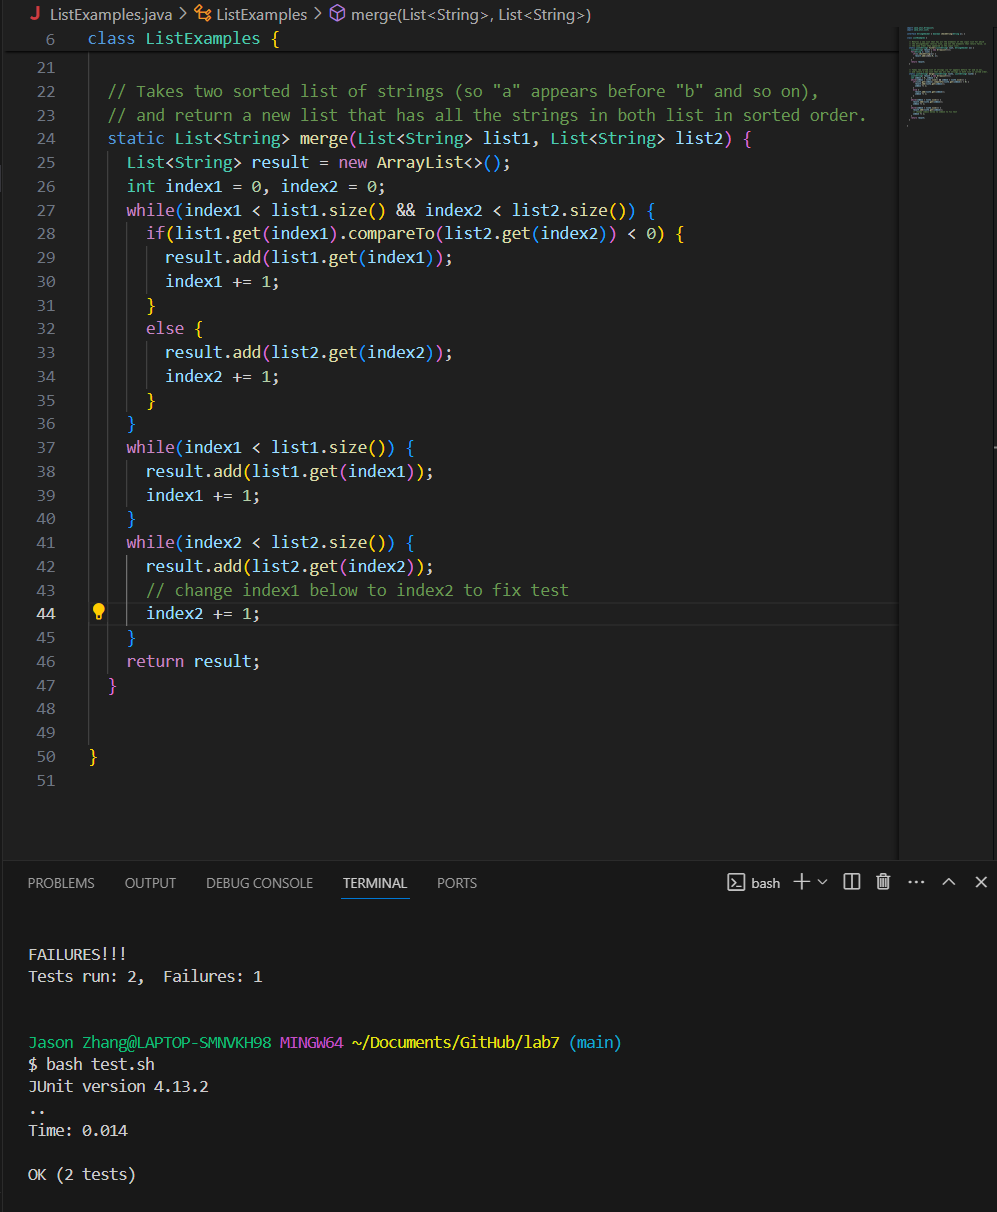 J ListExamples.java > ListExamples > merge(List<String>, List<String>)
6 class ListExamples {
21
22 // Takes two sorted list of strings (so "a" appears before "b" and so on),
23 // and return a new list that has all the strings in both list in sorted order.
24 static List<String> merge(List<String> list1, List<String> list2) {
25 List<String> result = new ArrayList<>();
26 int index1 = 0, index2 = 0;
27 while(index1 < list1.size() && index2 < list2.size()) {
28 if(list1.get(index1).compareTo(list2.get(index2)) < 0) {
29 result.add(list1.get(index1));
30 index1 += 1;
31 }
32 else {
33 result.add(list2.get(index2));
34 index2 += 1;
35 }
36 }
37 while(index1 < list1.size()) {
38 result.add(list1.get(index1));
39 index1 += 1;
40 }
41 while(index2 < list2.size()) {
42 result.add(list2.get(index2));
43 // change index1 below to index2 to fix test
44 index2 += 1;
45 }
46 return result;
47 }
48
49
50 }
51
PROBLEMS OUTPUT DEBUG CONSOLE TERMINAL PORTS bash
FAILURES!!!
Tests run: 2,  Failures: 1
Jason Zhang@LAPTOP-SMNVKH98 MINGW64 ~/Documents/GitHub/lab7 (main)
$ bash test.sh
JUnit version 4.13.2
..
Time: 0.014
OK (2 tests)